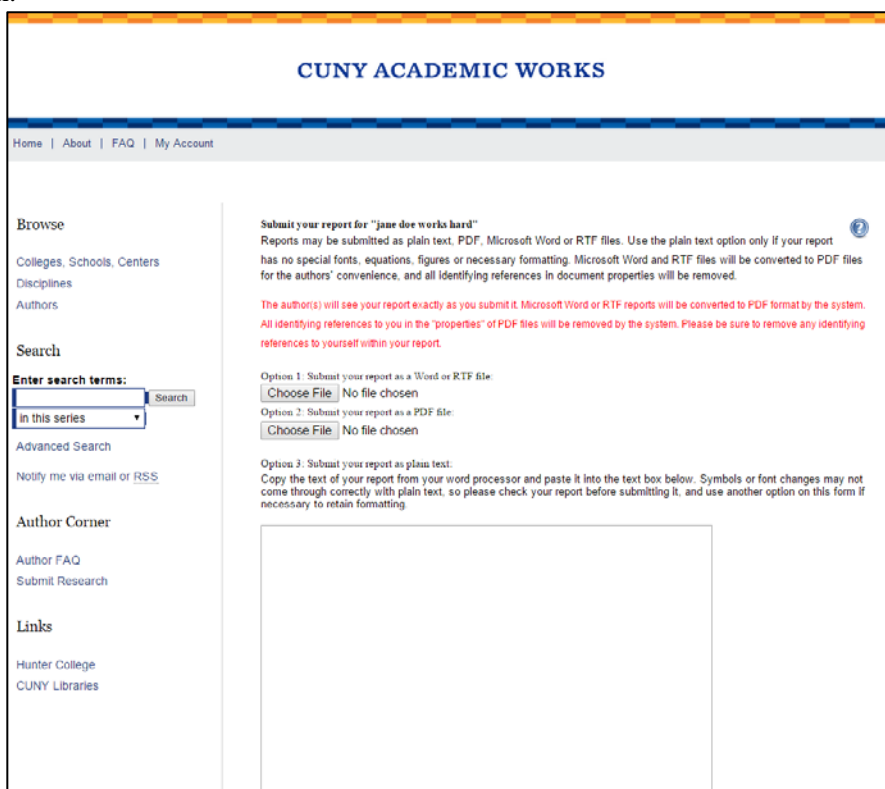 CUNY ACADEMIC WORKS
Home | About | FAQ | My Account
Browse
Colleges, Schools, Centers
Disciplines
Authors
Search
Enter search terms:
Search
in this series
Advanced Search
Notify me via email or RSS
Author Corner
Author FAQ
Submit Research
Links
Hunter College
CUNY Libraries
Submit your report for "jane doe works hard"
Reports may be submitted as plain text, PDF, Microsoft Word or RTF files. Use the plain text option only if your report
has no special fonts, equations, figures or necessary formatting. Microsoft Word and RTF files will be converted to PDF files
for the authors' convenience, and all identifying references in document properties will be removed.
The author(s) will see your report exactly as you submit it. Microsoft Word or RTF reports will be converted to PDF format by the system.
All identifying references to you in the "properties" of PDF files will be removed by the system. Please be sure to remove any identifying
references to yourself within your report.
Option 1: Submit your report as a Word or RTF file:
Choose File No file chosen
Option 2: Submit your report as a PDF file:
Choose File No file chosen
Option 3: Submit your report as plain text:
Copy the text of your report from your word processor and paste it into the text box below. Symbols or font changes may not
come through correctly with plain text, so please check your report before submitting it, and use another option on this form if
necessary to retain formatting.